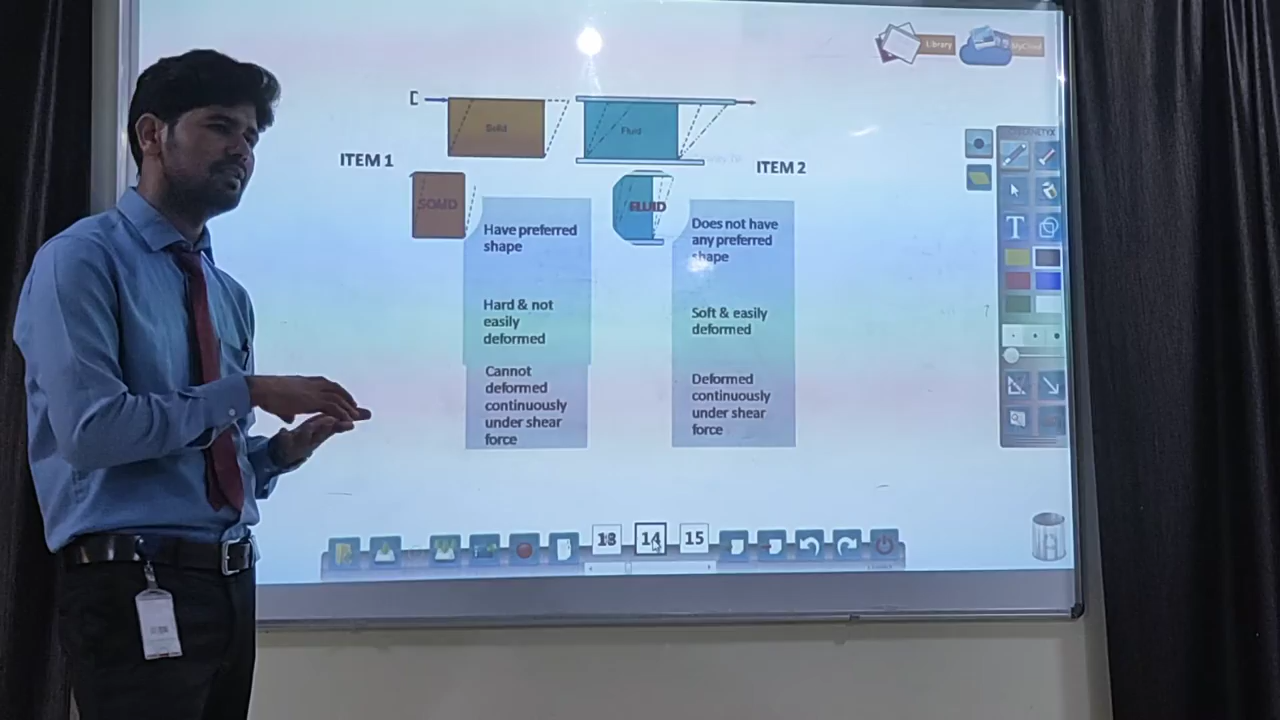 Library
MyCloud
Solid
Fluid
ITEM 1
ITEM 2
SOLID
FLUID
Have preferred
shape
Does not have
any preferred
shape
Hard & not
easily
deformed
Soft & easily
deformed
Cannot
deformed
continuously
under shear
force
Deformed
continuously
under shear
force
T
13
14
15